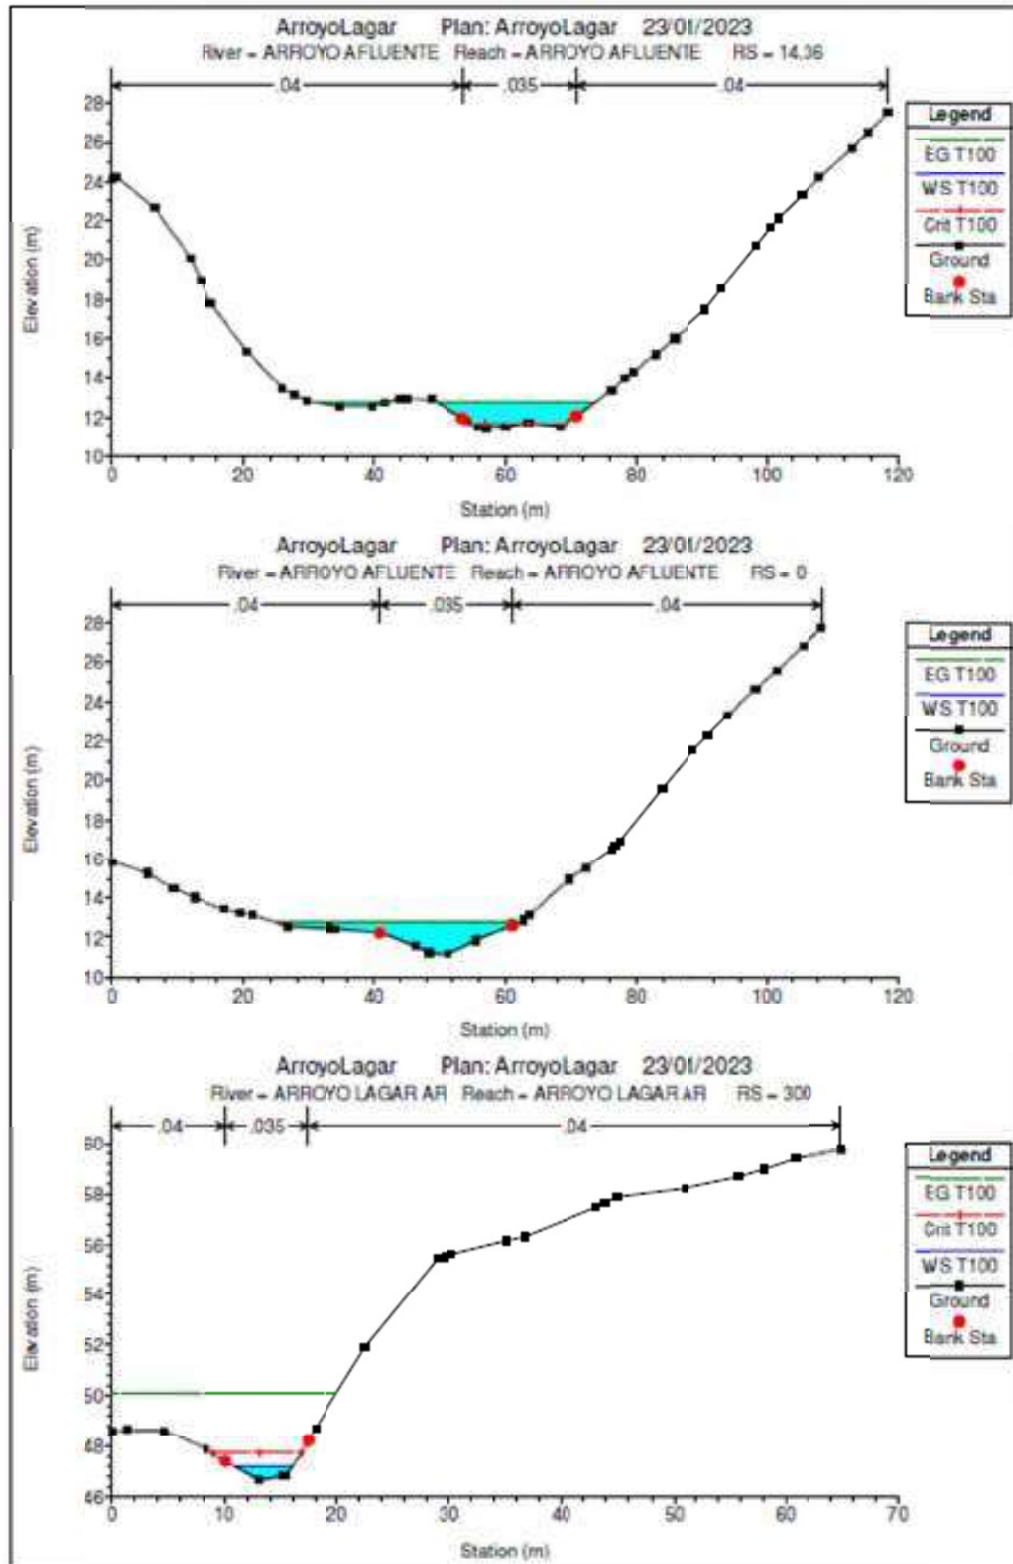 ArroyoLagar Plan: ArroyoLagar 23/01/2023
River = ARROYO AFLUENTE Reach = ARROYO AFLUENTE RS = 14.36
.04 .035 .04
28
26
24
22
20
18
16
14
12
10
Elevation (m)
0 20 40 60 80 100 120
Station (m)
Legend
EG T100
WS T100
Crit T100
Ground
Bank Sta
ArroyoLagar Plan: ArroyoLagar 23/01/2023
River = ARROYO AFLUENTE Reach = ARROYO AFLUENTE RS = 0
.04 .035 .04
28
26
24
22
20
18
16
14
12
10
Elevation (m)
0 20 40 60 80 100 120
Station (m)
Legend
EG T100
WS T100
Ground
Bank Sta
ArroyoLagar Plan: ArroyoLagar 23/01/2023
River = ARROYO LAGAR AR Reach = ARROYO LAGAR AR RS = 300
.04 .035 .04
60
58
56
54
52
50
48
46
Elevation (m)
0 10 20 30 40 50 60 70
Station (m)
Legend
EG T100
Crit T100
WS T100
Ground
Bank Sta